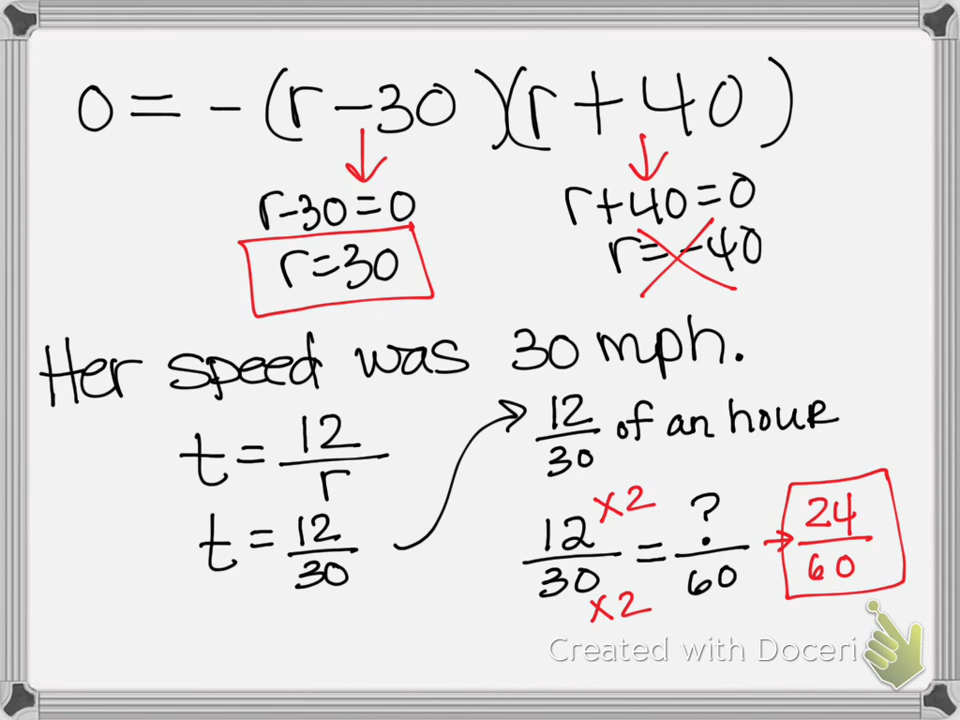 0 = -(r-30)(r+40)
r-30=0
r=30
r+40=0
r=-40
Her speed was 30 mph.
t = 12/r
t = 12/30
12/30 of an hour
12/30 = ?/60
x2
x2
24/60
Created with Doceri